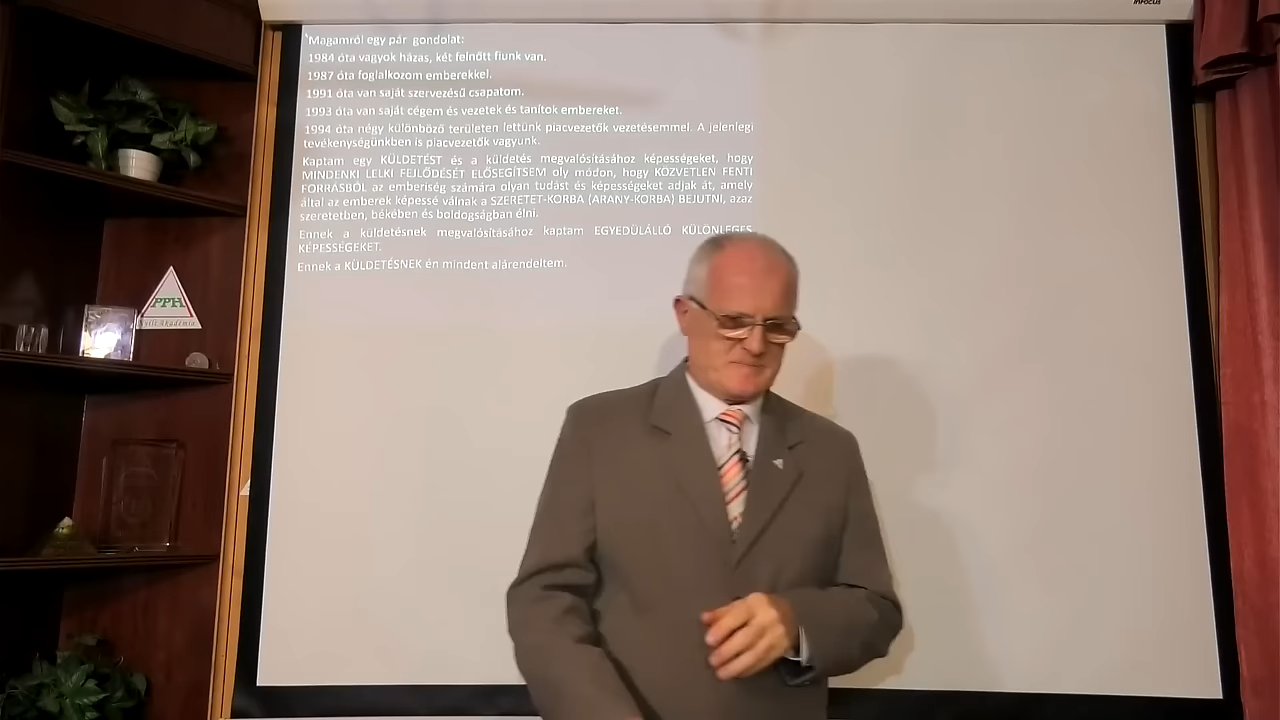 InFocus
'Magamról egy pár gondolat:
1984 óta vagyok házas, két felnőtt fiunk van.
1987 óta foglalkozom emberekkel.
1991 óta van saját szervezésű csapatom.
1993 óta van saját cégem és vezetek és tanítok embereket.
1994 óta négy különböző területen lettünk piacvezetők vezetésemmel. A jelenlegi
tevékenységünkben is piacvezetők vagyunk.
Kaptam egy KÜLDETÉST és a küldetés megvalósításához képességeket, hogy
MINDENKI LELKI FEJLŐDÉSÉT ELŐSEGÍTSEM oly módon, hogy KÖZVETLEN FENTI
FORRÁSBÓL az emberiség számára olyan tudást és képességeket adjak át, amely
által az emberek képessé válnak a SZERETET-KORBA (ARANY-KORBA) BEJUTNI, azaz
szeretetben, békében és boldogságban élni.
Ennek a küldetésnek megvalósításához kaptam EGYEDÜLÁLLÓ KÜLÖNLEGES
KÉPESSÉGEKET.
Ennek a KÜLDETÉSNEK én mindent alárendeltem.
PPH
Nyílt Akadémia